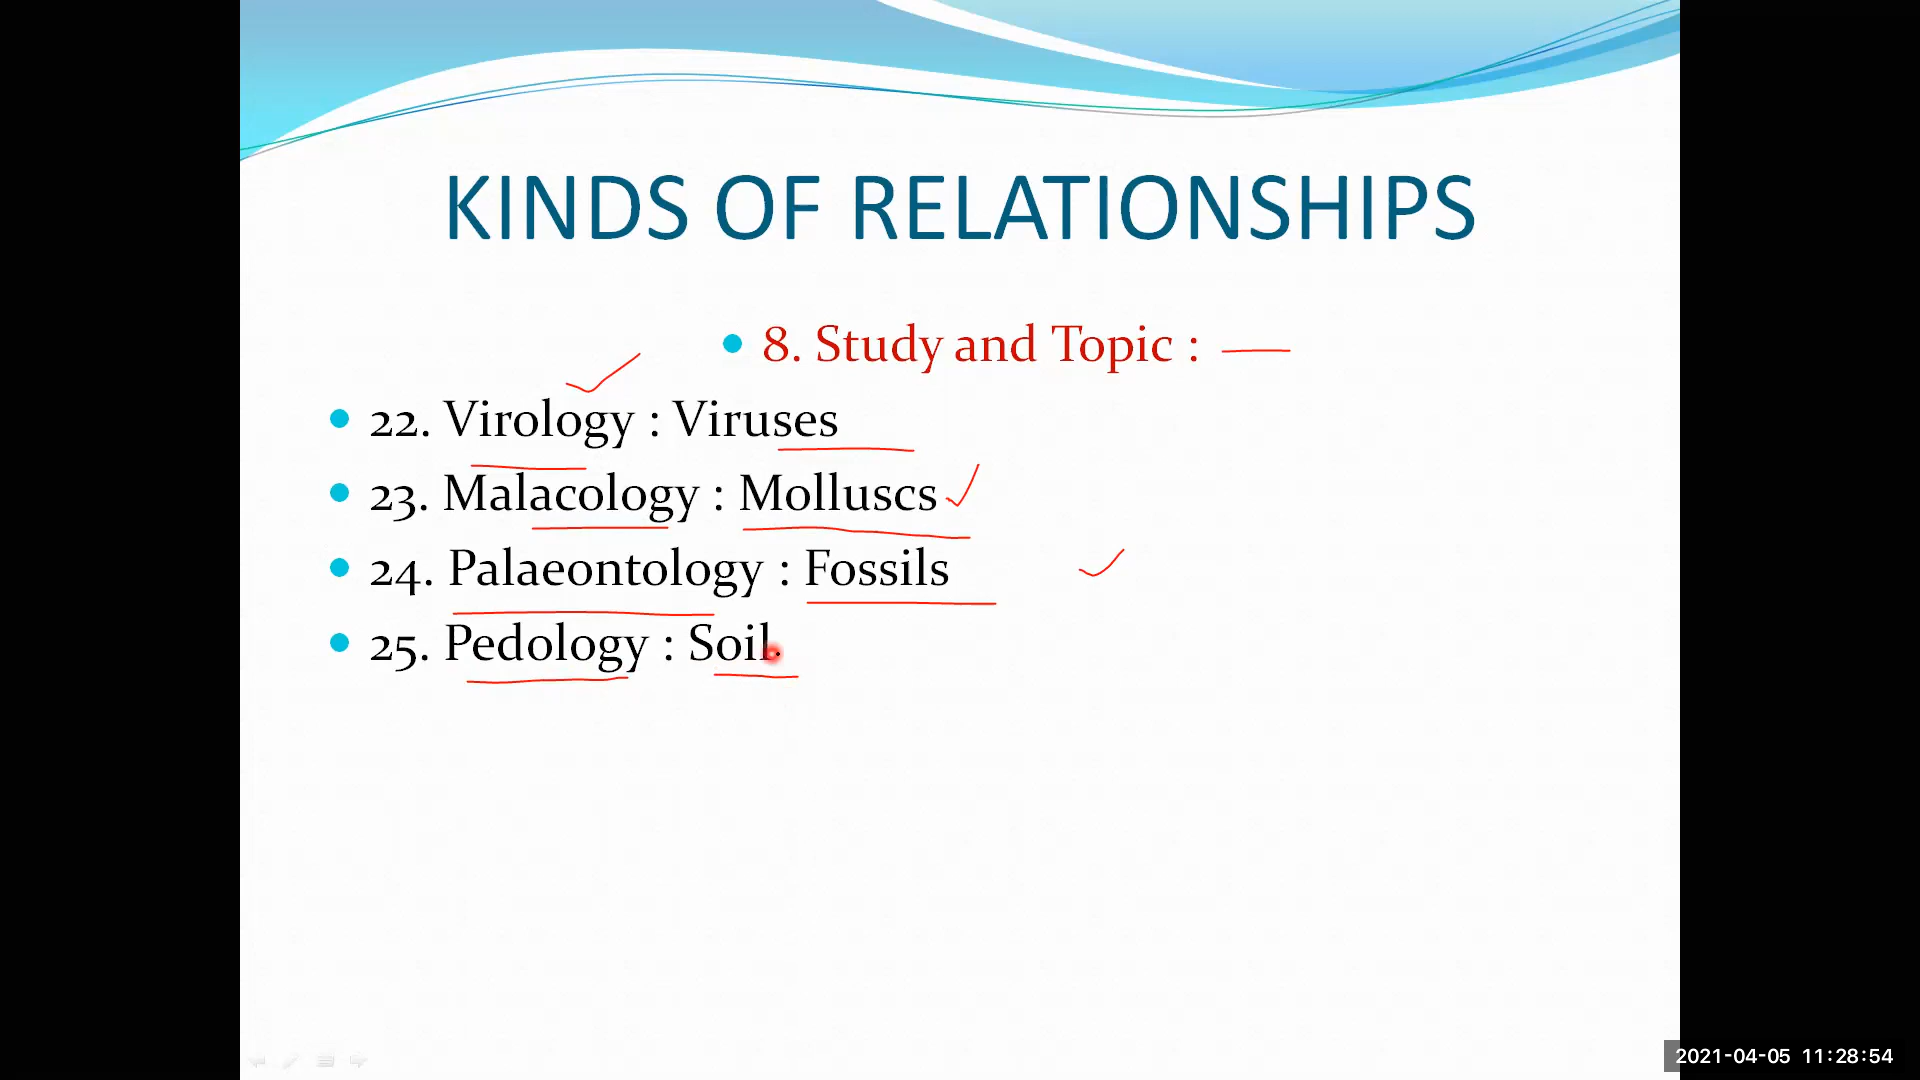 KINDS OF RELATIONSHIPS
8. Study and Topic :
22. Virology : Viruses
23. Malacology : Molluscs
24. Palaeontology : Fossils
25. Pedology : Soil.
2021-04-05 11:28:54